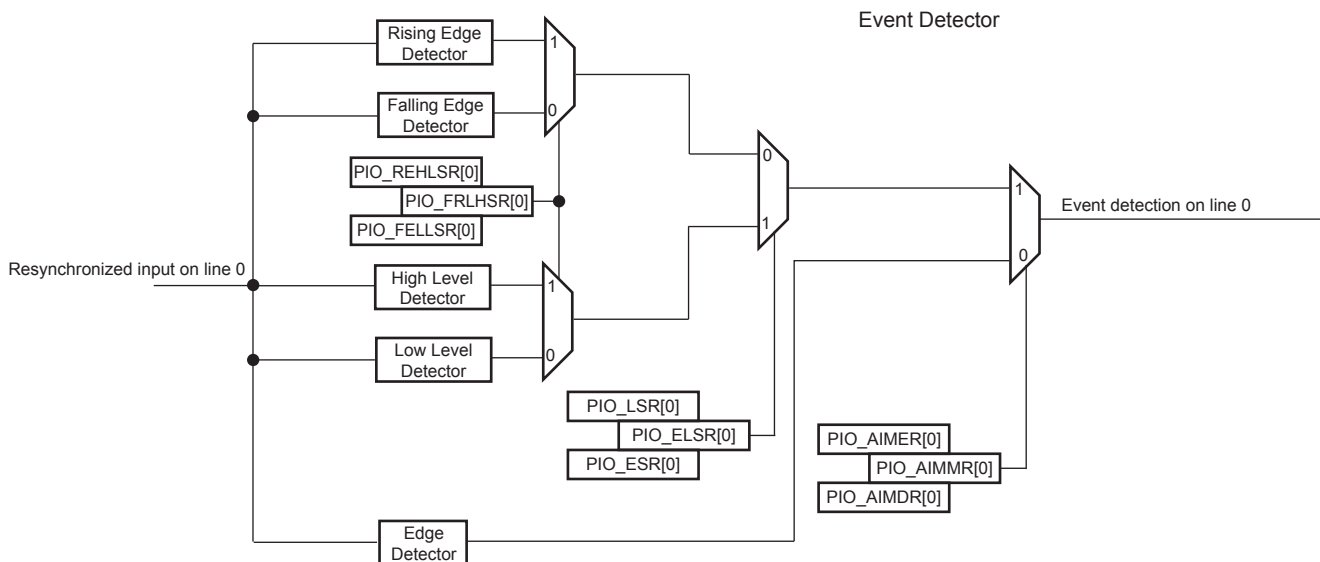 Event Detector
Rising Edge
Detector
1
Falling Edge
Detector
0
PIO_REHLSR[0]
PIO_FRLHSR[0]
PIO_FELLSR[0]
0
1
1
Event detection on line 0
0
Resynchronized input on line 0
High Level
Detector
1
Low Level
Detector
0
PIO_LSR[0]
PIO_ELSR[0]
PIO_ESR[0]
PIO_AIMER[0]
PIO_AIMMR[0]
PIO_AIMDR[0]
Edge
Detector